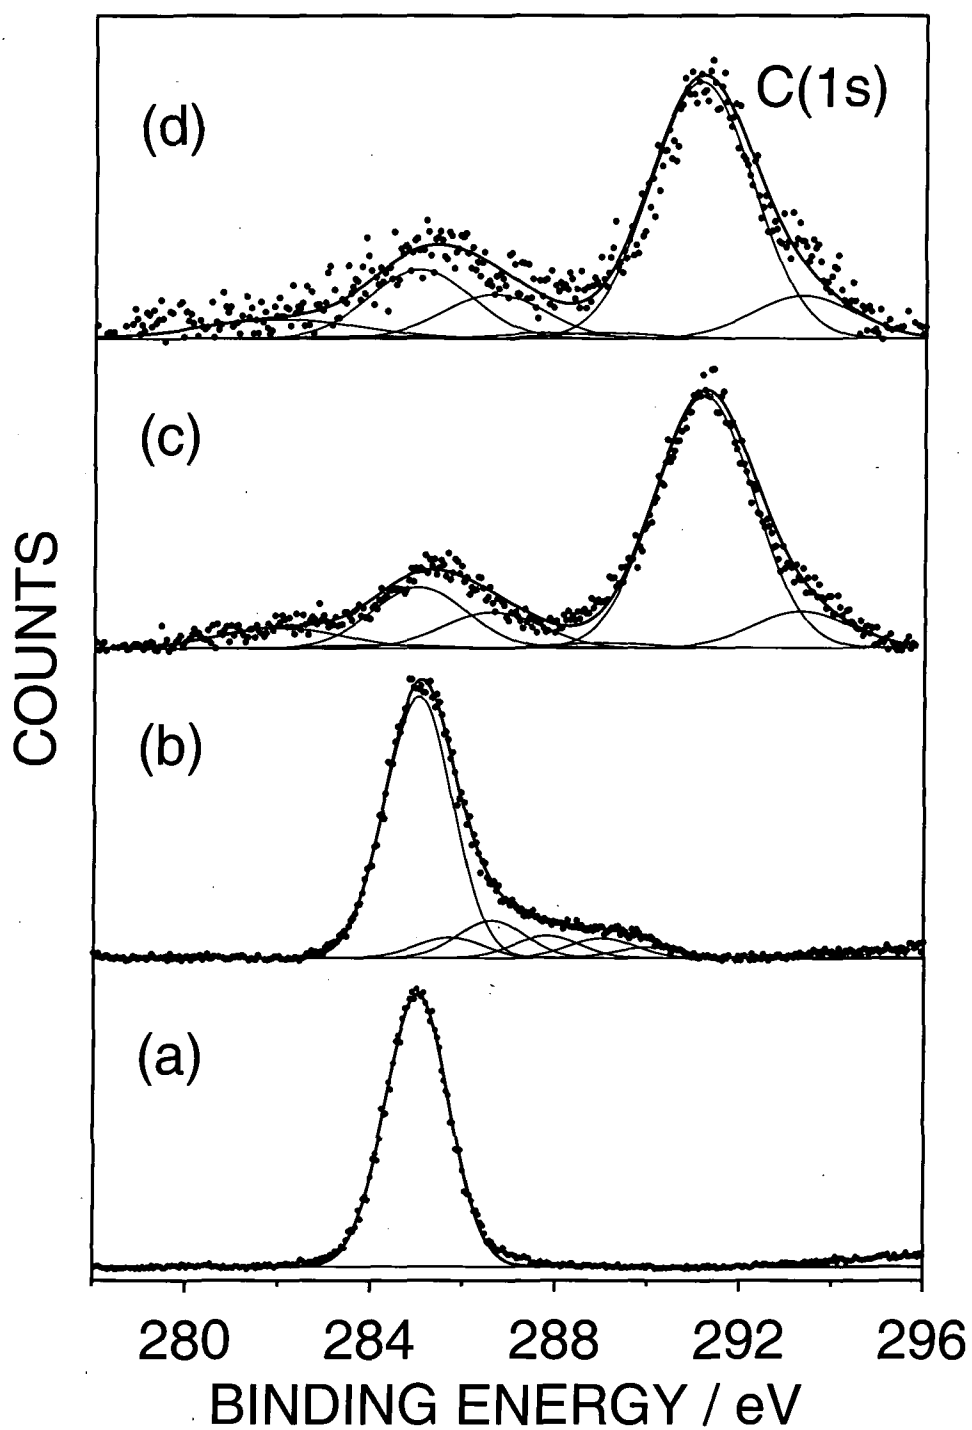 (d)
C(1s)
(c)
(b)
(a)
COUNTS
280 284 288 292 296
BINDING ENERGY / eV